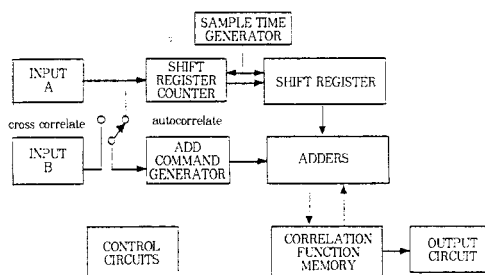 SAMPLE TIME
GENERATOR
INPUT
A
SHIFT
REGISTER
COUNTER
SHIFT REGISTER
cross correlate
autocorrelate
INPUT
B
ADD
COMMAND
GENERATOR
ADDERS
CONTROL
CIRCUITS
CORRELATION
FUNCTION
MEMORY
OUTPUT
CIRCUIT